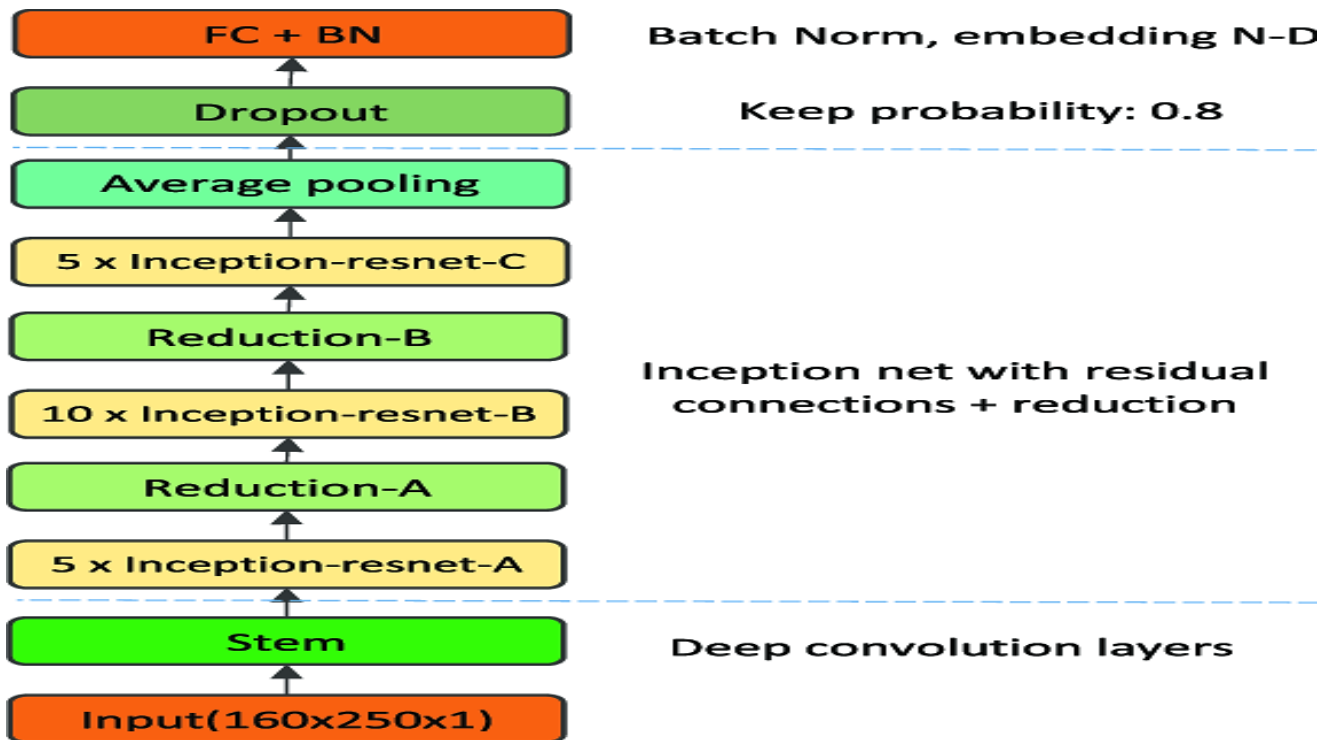 FC + BN
Batch Norm, embedding N-D
Dropout
Keep probability: 0.8
Average pooling
5 x Inception-resnet-C
Reduction-B
Inception net with residual
connections + reduction
10 x Inception-resnet-B
Reduction-A
5 x Inception-resnet-A
Stem
Deep convolution layers
Input(160x250x1)